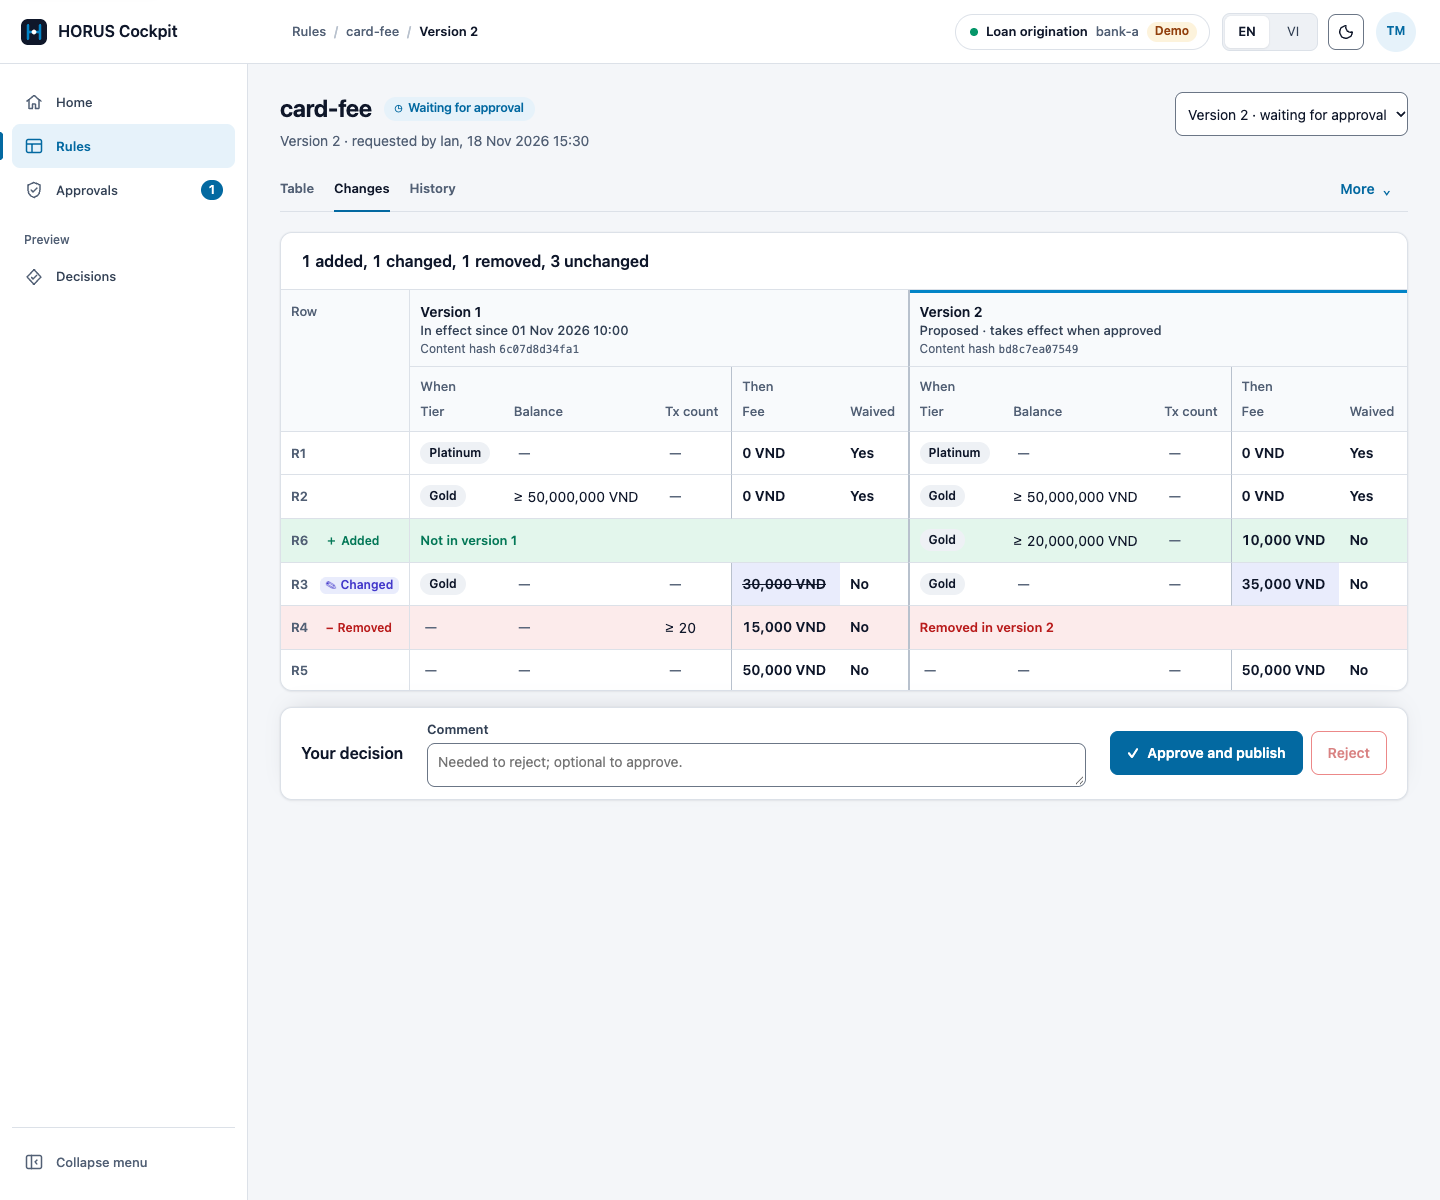 HORUS Cockpit
Rules / card-fee / Version 2
Loan origination bank-a Demo
EN VI
TM
Home
Rules
Approvals 1
Preview
Decisions
Collapse menu
card-fee Waiting for approval
Version 2 · waiting for approval
Version 2 · requested by lan, 18 Nov 2026 15:30
Table Changes History More
1 added, 1 changed, 1 removed, 3 unchanged
Row Version 1 Version 2
In effect since 01 Nov 2026 10:00 Proposed · takes effect when approved
Content hash 6c07d8d34fa1 Content hash bd8c7ea07549
When Then When Then
Tier Balance Tx count Fee Waived Tier Balance Tx count Fee Waived
R1 Platinum — — 0 VND Yes Platinum — — 0 VND Yes
R2 Gold ≥ 50,000,000 VND — 0 VND Yes Gold ≥ 50,000,000 VND — 0 VND Yes
R6 + Added Not in version 1 Gold ≥ 20,000,000 VND — 10,000 VND No
R3 ✎ Changed Gold — — 30,000 VND No Gold — — 35,000 VND No
R4 − Removed — — ≥ 20 15,000 VND No Removed in version 2
R5 — — — 50,000 VND No — — — 50,000 VND No
Your decision
Comment
Needed to reject; optional to approve.
✓ Approve and publish
Reject